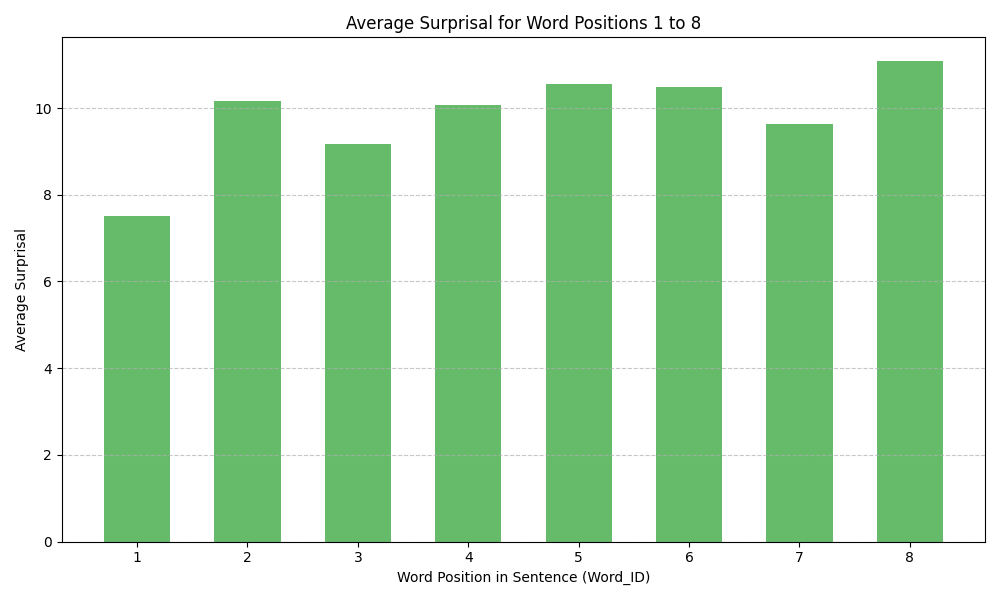 Average Surprisal for Word Positions 1 to 8
Average Surprisal
10
8
6
4
2
0
1 2 3 4 5 6 7 8
Word Position in Sentence (Word_ID)